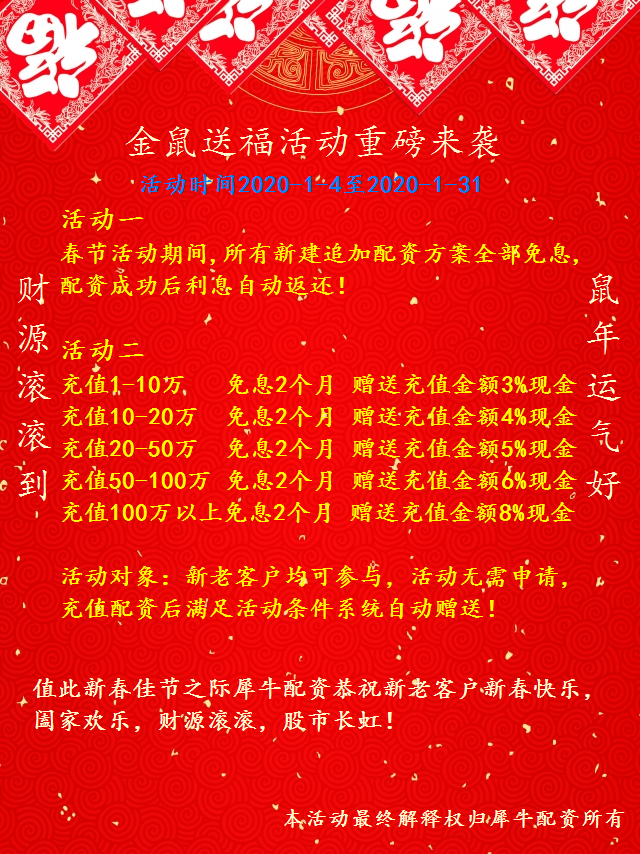 金鼠送福活动重磅来袭
活动时间2020-1-4至2020-1-31
活动一
春节活动期间,所有新建追加配资方案全部免息,
配资成功后利息自动返还!
财源滚滚到
鼠年运气好
活动二
充值1-10万 免息2个月 赠送充值金额3%现金
充值10-20万 免息2个月 赠送充值金额4%现金
充值20-50万 免息2个月 赠送充值金额5%现金
充值50-100万 免息2个月 赠送充值金额6%现金
充值100万以上免息2个月 赠送充值金额8%现金
活动对象：新老客户均可参与，活动无需申请，
充值配资后满足活动条件系统自动赠送!
值此新春佳节之际犀牛配资恭祝新老客户新春快乐，
阖家欢乐，财源滚滚，股市长虹!
本活动最终解释权归犀牛配资所有